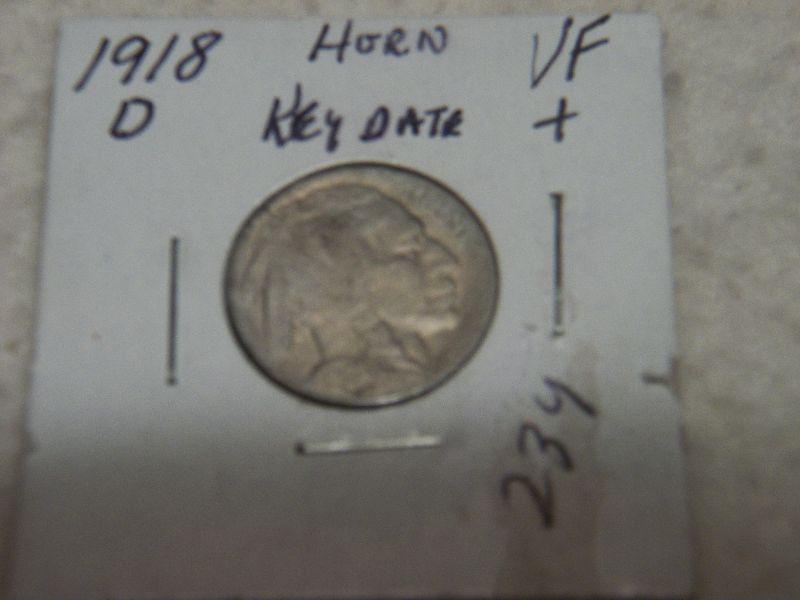 1918 HORN VF
D KEY DATE +
234